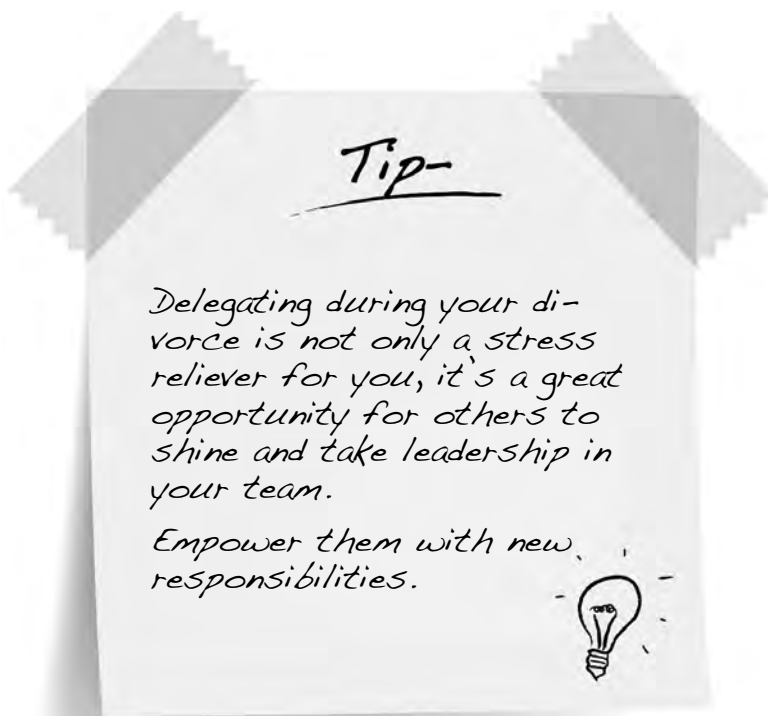 Tip-
Delegating during your di-
vorce is not only a stress
reliever for you, it's a great
opportunity for others to
shine and take leadership in
your team.
Empower them with new
responsibilities.